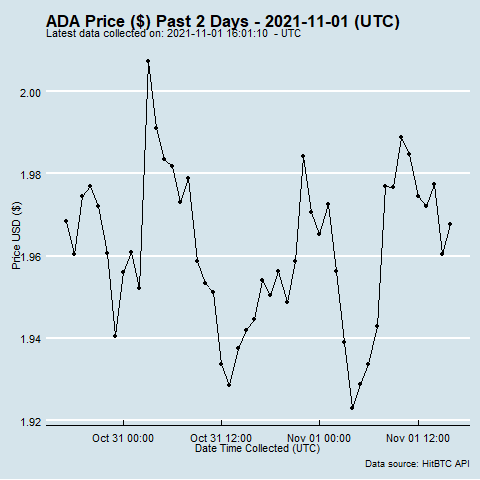 ADA Price ($) Past 2 Days - 2021-11-01 (UTC)
Latest data collected on: 2021-11-01 16:01:10 - UTC
2.00
1.98
1.96
1.94
1.92
Price USD ($)
Oct 31 00:00 Oct 31 12:00 Nov 01 00:00 Nov 01 12:00
Date Time Collected (UTC)
Data source: HitBTC API